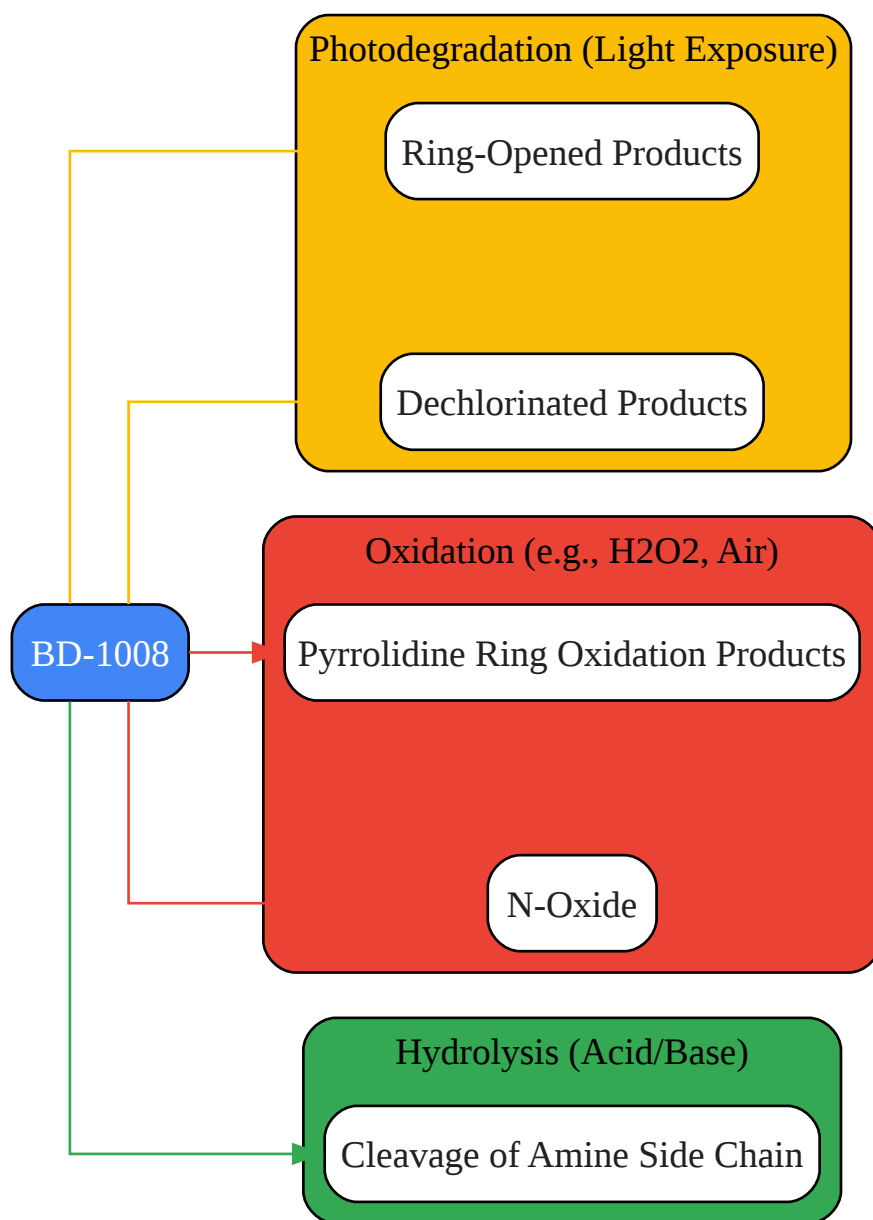 Photodegradation (Light Exposure)
Ring-Opened Products
Dechlorinated Products
Oxidation (e.g., H2O2, Air)
BD-1008
Pyrrolidine Ring Oxidation Products
N-Oxide
Hydrolysis (Acid/Base)
Cleavage of Amine Side Chain